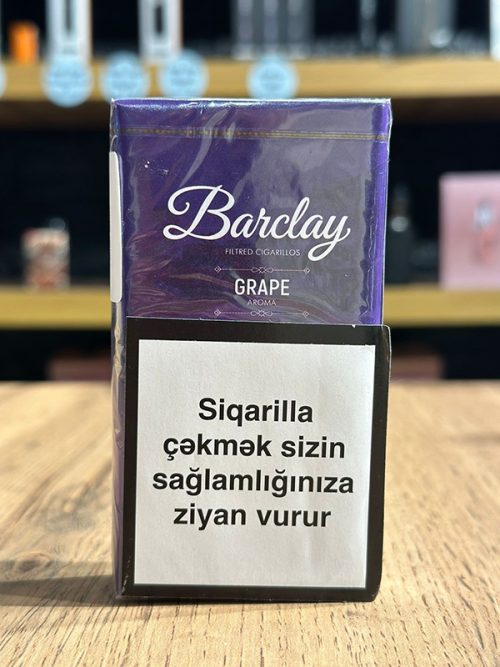 Barclay
FILTRED CIGARILLOS
GRAPE
AROMA
Siqarilla
çəkmək sizin
sağlamlığınıza
ziyan vurur